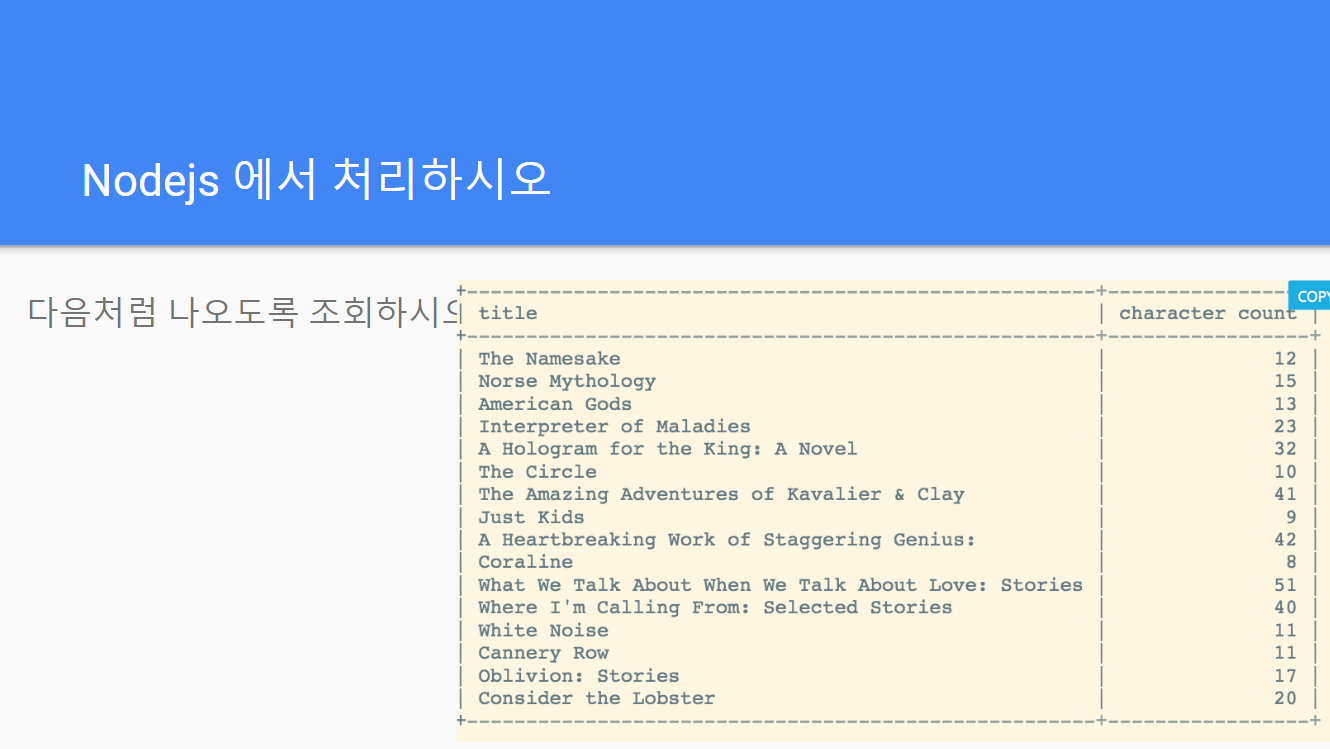 Nodejs 에서 처리하시오
다음처럼 나오도록 조회하시오
+-----------------------------------------------------+-----------------
COPY
| title | character count |
+-----------------------------------------------------+-----------------+
| The Namesake | 12 |
| Norse Mythology | 15 |
| American Gods | 13 |
| Interpreter of Maladies | 23 |
| A Hologram for the King: A Novel | 32 |
| The Circle | 10 |
| The Amazing Adventures of Kavalier & Clay | 41 |
| Just Kids | 9 |
| A Heartbreaking Work of Staggering Genius: | 42 |
| Coraline | 8 |
| What We Talk About When We Talk About Love: Stories | 51 |
| Where I'm Calling From: Selected Stories | 40 |
| White Noise | 11 |
| Cannery Row | 11 |
| Oblivion: Stories | 17 |
| Consider the Lobster | 20 |
+-----------------------------------------------------+-----------------+